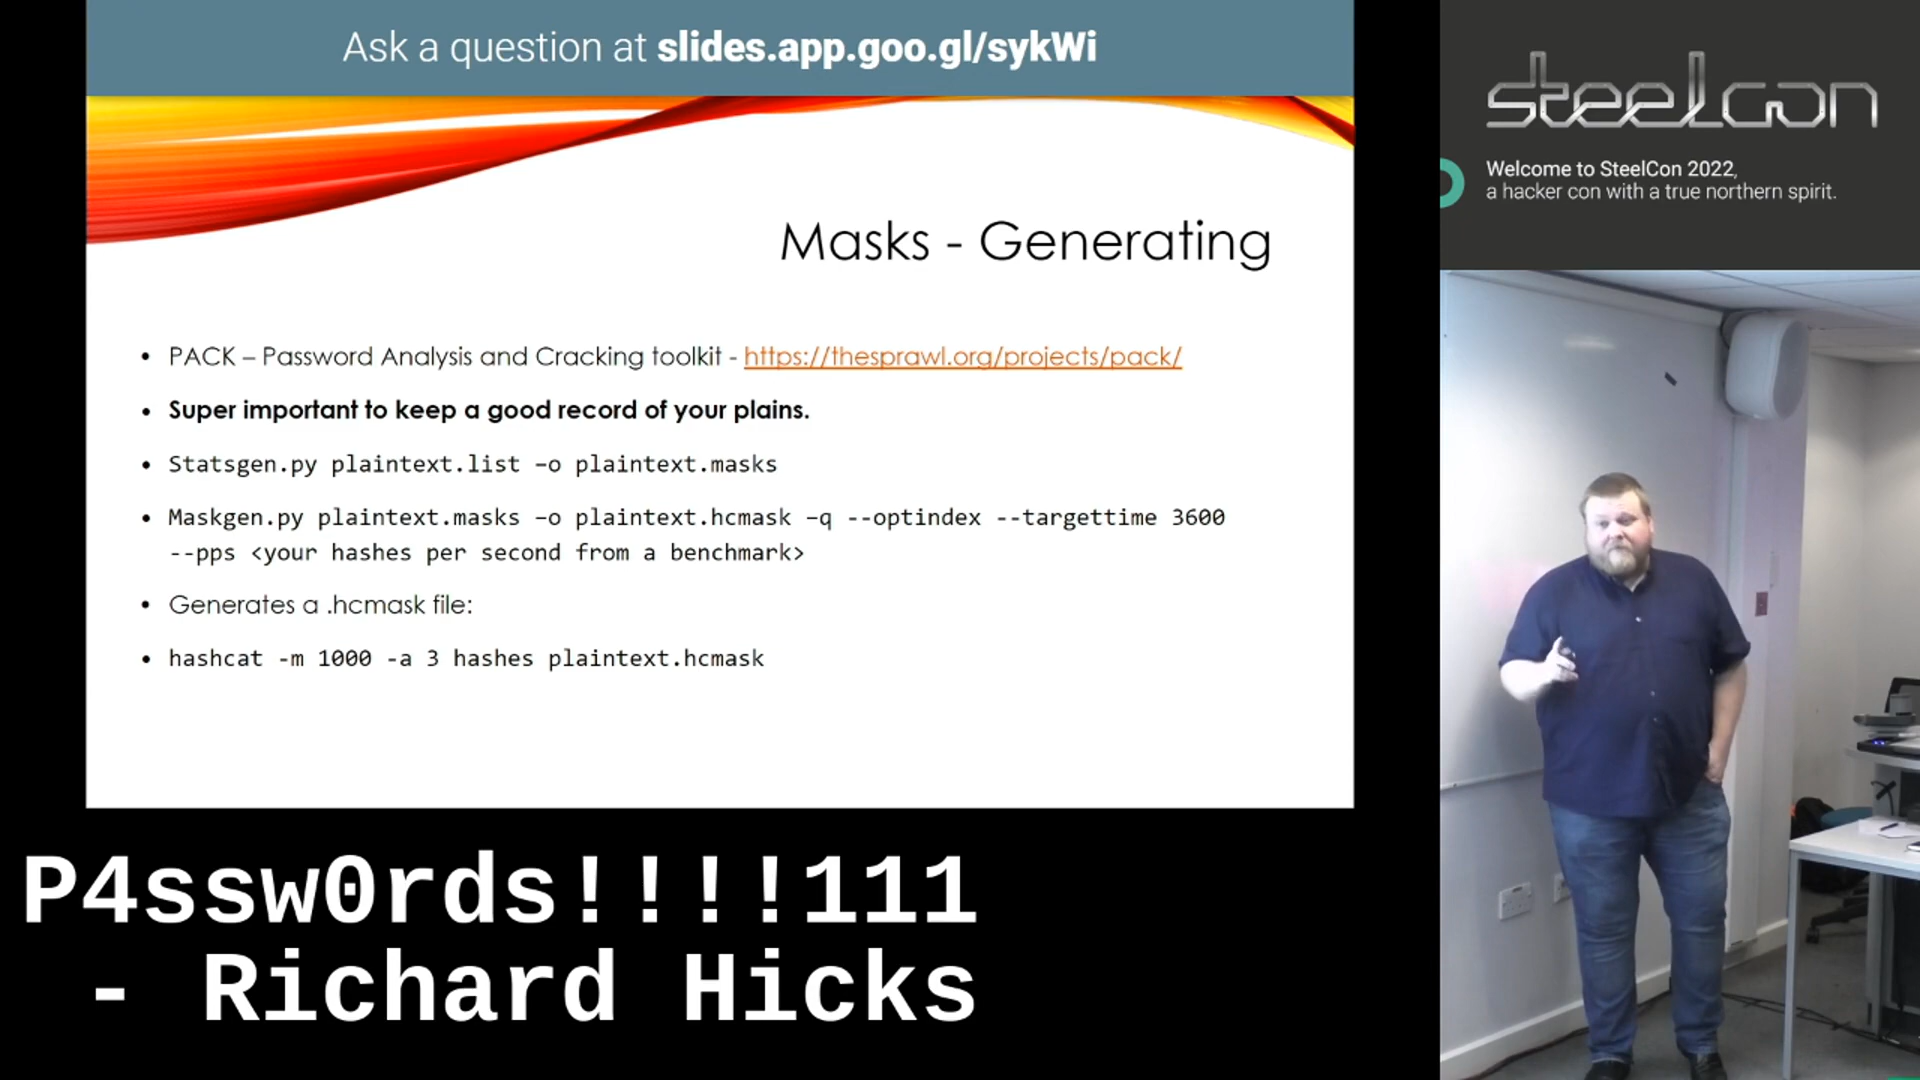 Ask a question at slides.app.goo.gl/sykWi
Masks - Generating
• PACK – Password Analysis and Cracking toolkit - https://thesprawl.org/projects/pack/
• Super important to keep a good record of your plains.
• Statsgen.py plaintext.list –o plaintext.masks
• Maskgen.py plaintext.masks –o plaintext.hcmask –q --optindex --targettime 3600
--pps <your hashes per second from a benchmark>
• Generates a .hcmask file:
• hashcat -m 1000 -a 3 hashes plaintext.hcmask
P4ssw0rds!!!!111
- Richard Hicks
steelcon
Welcome to SteelCon 2022,
a hacker con with a true northern spirit.